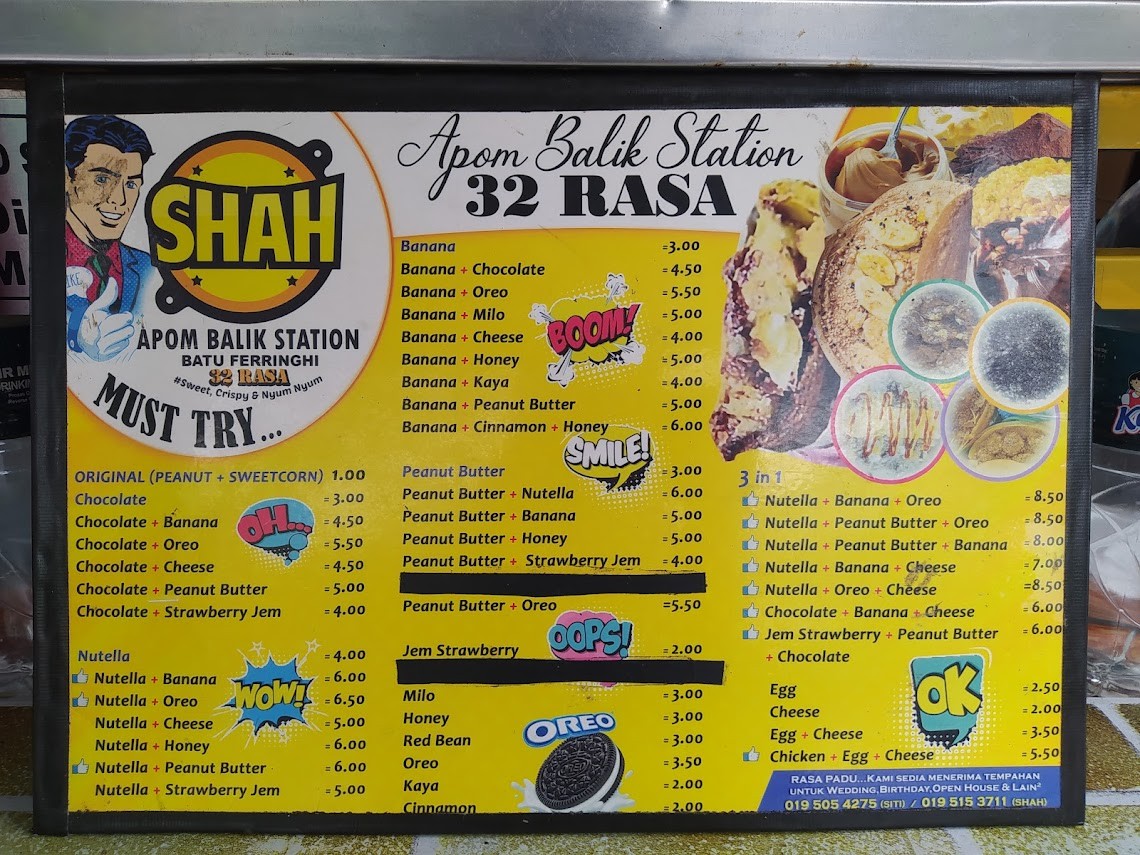 SHAH
APOM BALIK STATION
BATU FERRINGHI
32 RASA
#Sweet, Crispy & Nyum Nyum
MUST TRY...
Apom Balik Station
32 RASA
ORIGINAL (PEANUT + SWEETCORN) 1.00
Chocolate =3.00
Chocolate + Banana =4.50
Chocolate + Oreo =5.50
Chocolate + Cheese =4.50
Chocolate + Peanut Butter =5.00
Chocolate + Strawberry Jem =4.00
OH...
Nutella =4.00
Nutella + Banana =6.00
Nutella + Oreo =6.50
Nutella + Cheese =5.00
Nutella + Honey =6.00
Nutella + Peanut Butter =6.00
Nutella + Strawberry Jem =5.00
WOW!
Banana =3.00
Banana + Chocolate =4.50
Banana + Oreo =5.50
Banana + Milo =5.00
Banana + Cheese =4.00
Banana + Honey =5.00
Banana + Kaya =4.00
Banana + Peanut Butter =5.00
Banana + Cinnamon + Honey =6.00
BOOM!
SMILE!
Peanut Butter =3.00
Peanut Butter + Nutella =6.00
Peanut Butter + Banana =5.00
Peanut Butter + Honey =5.00
Peanut Butter + Strawberry Jem =4.00
Peanut Butter + Oreo =5.50
OOPS!
Jem Strawberry =2.00
Milo =3.00
Honey =3.00
Red Bean =3.00
Oreo =3.50
Kaya =2.00
Cinnamon =2.00
OREO
3 in 1
Nutella + Banana + Oreo =8.50
Nutella + Peanut Butter + Oreo =8.50
Nutella + Peanut Butter + Banana =8.00
Nutella + Banana + Cheese =7.00
Nutella + Oreo + Cheese =8.50
Chocolate + Banana + Cheese =6.00
Jem Strawberry + Peanut Butter =6.00
+ Chocolate
Egg =2.50
Cheese =2.00
Egg + Cheese =3.50
Chicken + Egg + Cheese =5.50
OK
RASA PADU...KAMI SEDIA MENERIMA TEMPAHAN
UNTUK WEDDING,BIRTHDAY,OPEN HOUSE & LAIN²
019 505 4275 (SITI) / 019 515 3711 (SHAH)